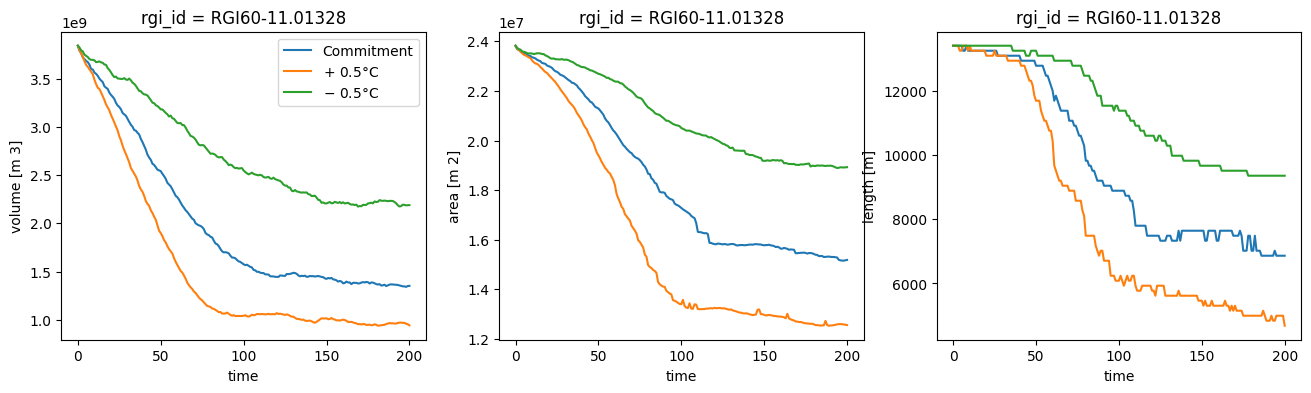 rgi_id = RGI60-11.01328
1e9
volume [m 3]
3.5
3.0
2.5
2.0
1.5
1.0
0
50
100
150
200
time
Commitment
+ 0.5°C
− 0.5°C
rgi_id = RGI60-11.01328
1e7
area [m 2]
2.4
2.2
2.0
1.8
1.6
1.4
1.2
0
50
100
150
200
time
rgi_id = RGI60-11.01328
length [m]
12000
10000
8000
6000
0
50
100
150
200
time